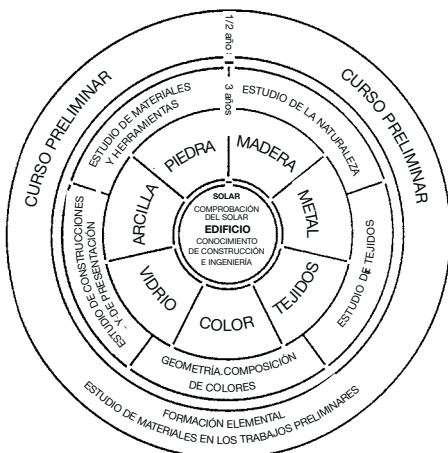 1/2 año
CURSO PRELIMINAR
CURSO PRELIMINAR
3 años
ESTUDIO DE MATERIALES
Y HERRAMIENTAS
ESTUDIO DE LA NATURALEZA
PIEDRA
MADERA
ARCILLA
METAL
SOLAR
COMPROBACIÓN
DEL SOLAR
EDIFICIO
CONOCIMIENTO
DE CONSTRUCCIÓN
E INGENIERÍA
ESTUDIO DE CONSTRUCCIONES
Y DE PRESENTACIÓN
ESTUDIO DE TEJIDOS
VIDRIO
TEJIDOS
COLOR
GEOMETRÍA.COMPOSICIÓN
DE COLORES
FORMACIÓN ELEMENTAL
ESTUDIO DE MATERIALES EN LOS TRABAJOS PRELIMINARES